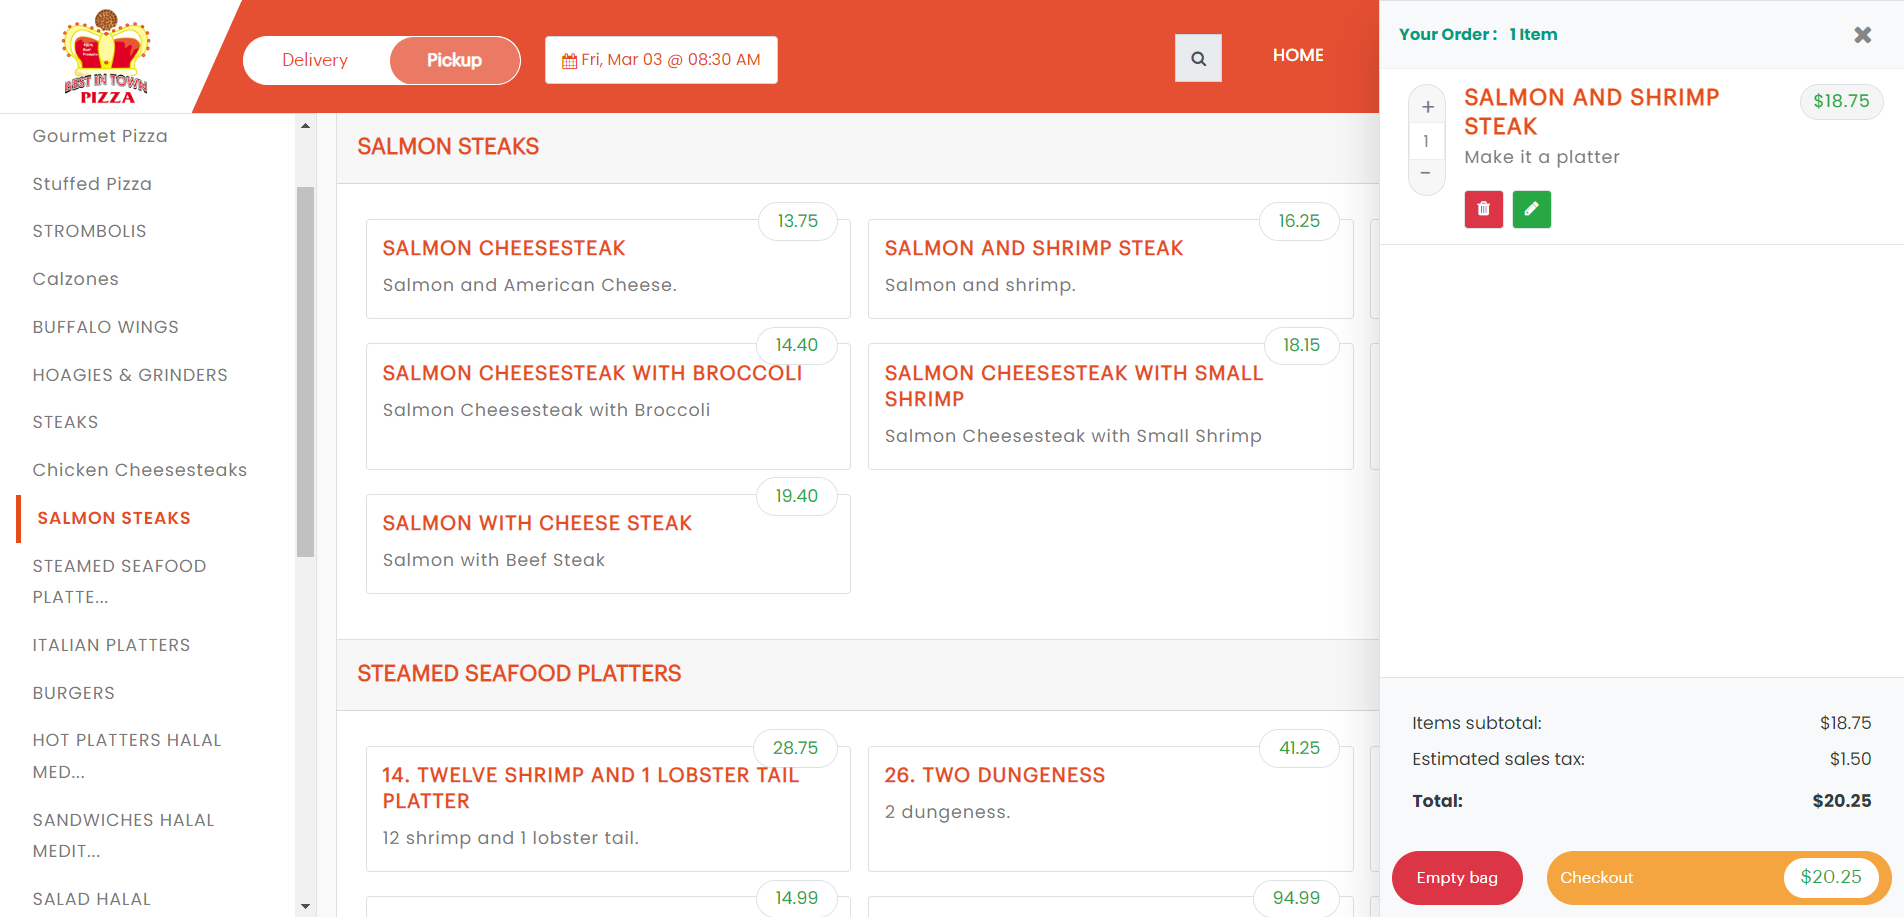 BEST IN TOWN
PIZZA
Delivery
Pickup
Fri, Mar 03 @ 08:30 AM
HOME
Gourmet Pizza
Stuffed Pizza
STROMBOLIS
Calzones
BUFFALO WINGS
HOAGIES & GRINDERS
STEAKS
Chicken Cheesesteaks
SALMON STEAKS
STEAMED SEAFOOD
PLATTE...
ITALIAN PLATTERS
BURGERS
HOT PLATTERS HALAL
MED...
SANDWICHES HALAL
MEDIT...
SALAD HALAL
SALMON STEAKS
13.75
SALMON CHEESESTEAK
Salmon and American Cheese.
16.25
SALMON AND SHRIMP STEAK
Salmon and shrimp.
14.40
SALMON CHEESESTEAK WITH BROCCOLI
Salmon Cheesesteak with Broccoli
18.15
SALMON CHEESESTEAK WITH SMALL
SHRIMP
Salmon Cheesesteak with Small Shrimp
19.40
SALMON WITH CHEESE STEAK
Salmon with Beef Steak
STEAMED SEAFOOD PLATTERS
28.75
14. TWELVE SHRIMP AND 1 LOBSTER TAIL
PLATTER
12 shrimp and 1 lobster tail.
41.25
26. TWO DUNGENESS
2 dungeness.
14.99
94.99
Your Order : 1 Item
+
1
−
SALMON AND SHRIMP
STEAK
Make it a platter
$18.75
Items subtotal: $18.75
Estimated sales tax: $1.50
Total: $20.25
Empty bag
Checkout $20.25